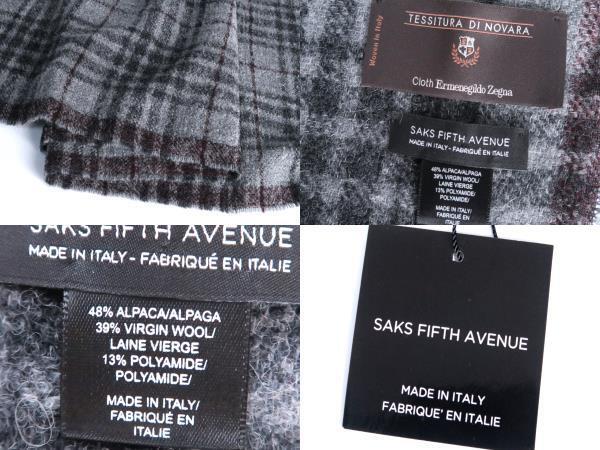 TESSITURA DI NOVARA
Woven in Italy
Cloth Ermenegildo Zegna
SAKS FIFTH AVENUE
MADE IN ITALY - FABRIQUÉ EN ITALIE
48% ALPACA/ALPAGA
39% VIRGIN WOOL/
LAINE VIERGE
13% POLYAMIDE/
POLYAMIDE/
MADE IN ITALY/
FABRIQUÉ EN
SAKS FIFTH AVENUE
MADE IN ITALY - FABRIQUÉ EN ITALIE
48% ALPACA/ALPAGA
39% VIRGIN WOOL/
LAINE VIERGE
13% POLYAMIDE/
POLYAMIDE/
MADE IN ITALY/
FABRIQUÉ EN
ITALIE
SAKS FIFTH AVENUE
MADE IN ITALY
FABRIQUE' EN ITALIE